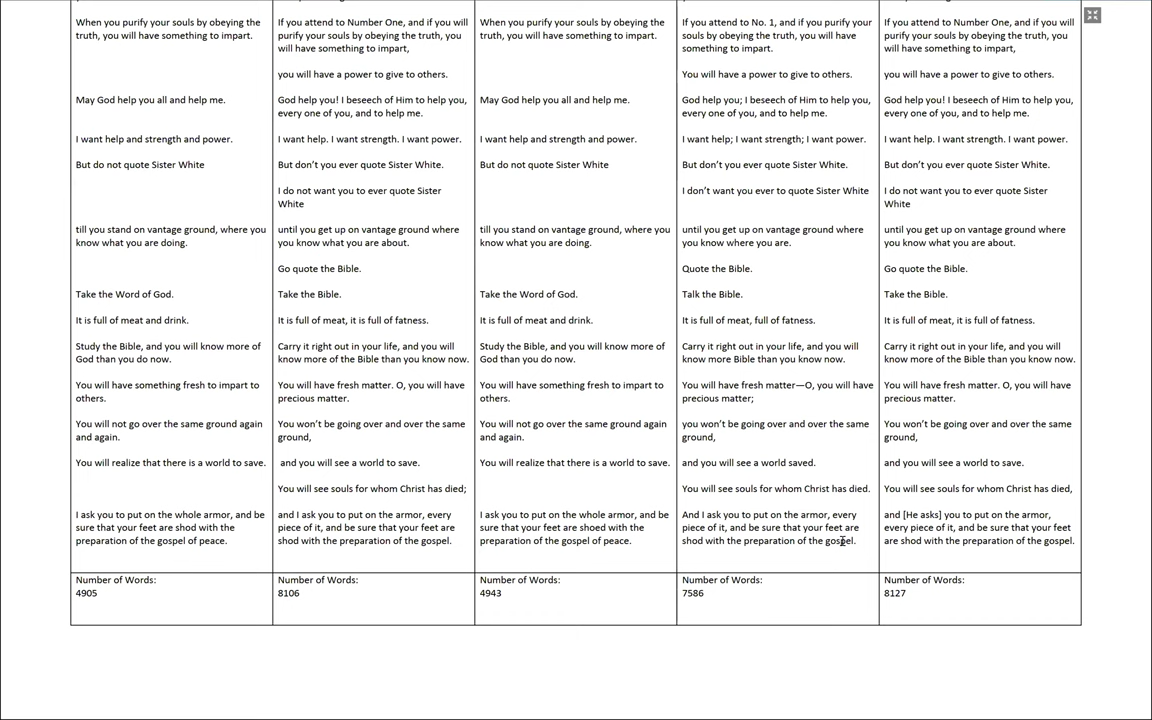 When you purify your souls by obeying the
truth, you will have something to impart.
May God help you all and help me.
I want help and strength and power.
But do not quote Sister White
till you stand on vantage ground, where you
know what you are doing.
Take the Word of God.
It is full of meat and drink.
Study the Bible, and you will know more of
God than you do now.
You will have something fresh to impart to
others.
You will not go over the same ground again
and again.
You will realize that there is a world to save.
I ask you to put on the whole armor, and be
sure that your feet are shod with the
preparation of the gospel of peace.
Number of Words:
4905
If you attend to Number One, and if you will
purify your souls by obeying the truth, you
will have something to impart,
you will have a power to give to others.
God help you! I beseech of Him to help you,
every one of you, and to help me.
I want help. I want strength. I want power.
But don’t you ever quote Sister White.
I do not want you to ever quote Sister
White
until you get up on vantage ground where
you know what you are about.
Go quote the Bible.
Take the Bible.
It is full of meat, it is full of fatness.
Carry it right out in your life, and you will
know more of the Bible than you know now.
You will have fresh matter. O, you will have
precious matter.
You won’t be going over and over the same
ground,
and you will see a world to save.
You will see souls for whom Christ has died;
and I ask you to put on the armor, every
piece of it, and be sure that your feet are
shod with the preparation of the gospel.
Number of Words:
8106
When you purify your souls by obeying the
truth, you will have something to impart.
May God help you all and help me.
I want help and strength and power.
But do not quote Sister White
till you stand on vantage ground, where you
know what you are doing.
Take the Word of God.
It is full of meat and drink.
Study the Bible, and you will know more of
God than you do now.
You will have something fresh to impart to
others.
You will not go over the same ground again
and again.
You will realize that there is a world to save.
I ask you to put on the whole armor, and be
sure that your feet are shoed with the
preparation of the gospel of peace.
Number of Words:
4943
If you attend to No. 1, and if you purify your
souls by obeying the truth, you will have
something to impart.
You will have a power to give to others.
God help you; I beseech of Him to help you,
every one of you, and to help me.
I want help; I want strength; I want power.
But don’t you ever quote Sister White.
I don’t want you ever to quote Sister White
until you get up on vantage ground where
you know where you are.
Quote the Bible.
Talk the Bible.
It is full of meat, full of fatness.
Carry it right out in your life, and you will
know more Bible than you know now.
You will have fresh matter—O, you will have
precious matter;
you won’t be going over and over the same
ground,
and you will see a world saved.
You will see souls for whom Christ has died.
And I ask you to put on the armor, every
piece of it, and be sure that your feet are
shod with the preparation of the gospel.
Number of Words:
7586
If you attend to Number One, and if you will
purify your souls by obeying the truth, you
will have something to impart,
you will have a power to give to others.
God help you! I beseech of Him to help you,
every one of you, and to help me.
I want help. I want strength. I want power.
But don’t you ever quote Sister White.
I do not want you to ever quote Sister
White
until you get up on vantage ground where
you know what you are about.
Go quote the Bible.
Take the Bible.
It is full of meat, it is full of fatness.
Carry it right out in your life, and you will
know more of the Bible than you know now.
You will have fresh matter. O, you will have
precious matter.
You won’t be going over and over the same
ground,
and you will see a world to save.
You will see souls for whom Christ has died,
and [He asks] you to put on the armor,
every piece of it, and be sure that your feet
are shod with the preparation of the gospel.
Number of Words:
8127